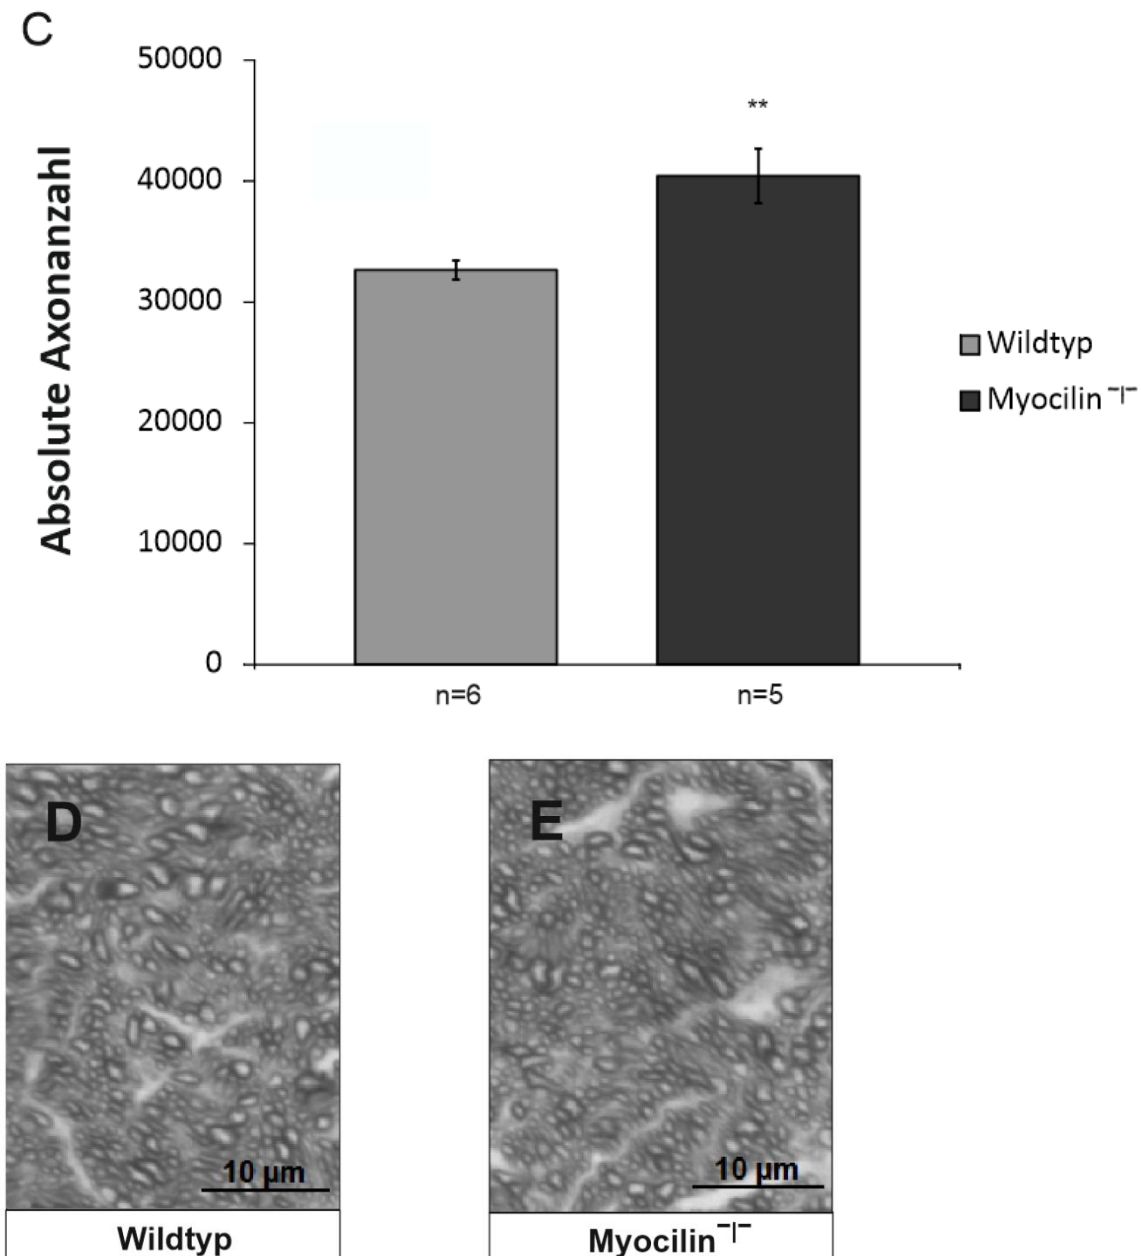 C
50000
**
40000
30000
20000
10000
0
Absolute Axonanzahl
Wildtyp
Myocilin ⁻/⁻
n=6 n=5
D E
10 µm 10 µm
Wildtyp Myocilin⁻/⁻